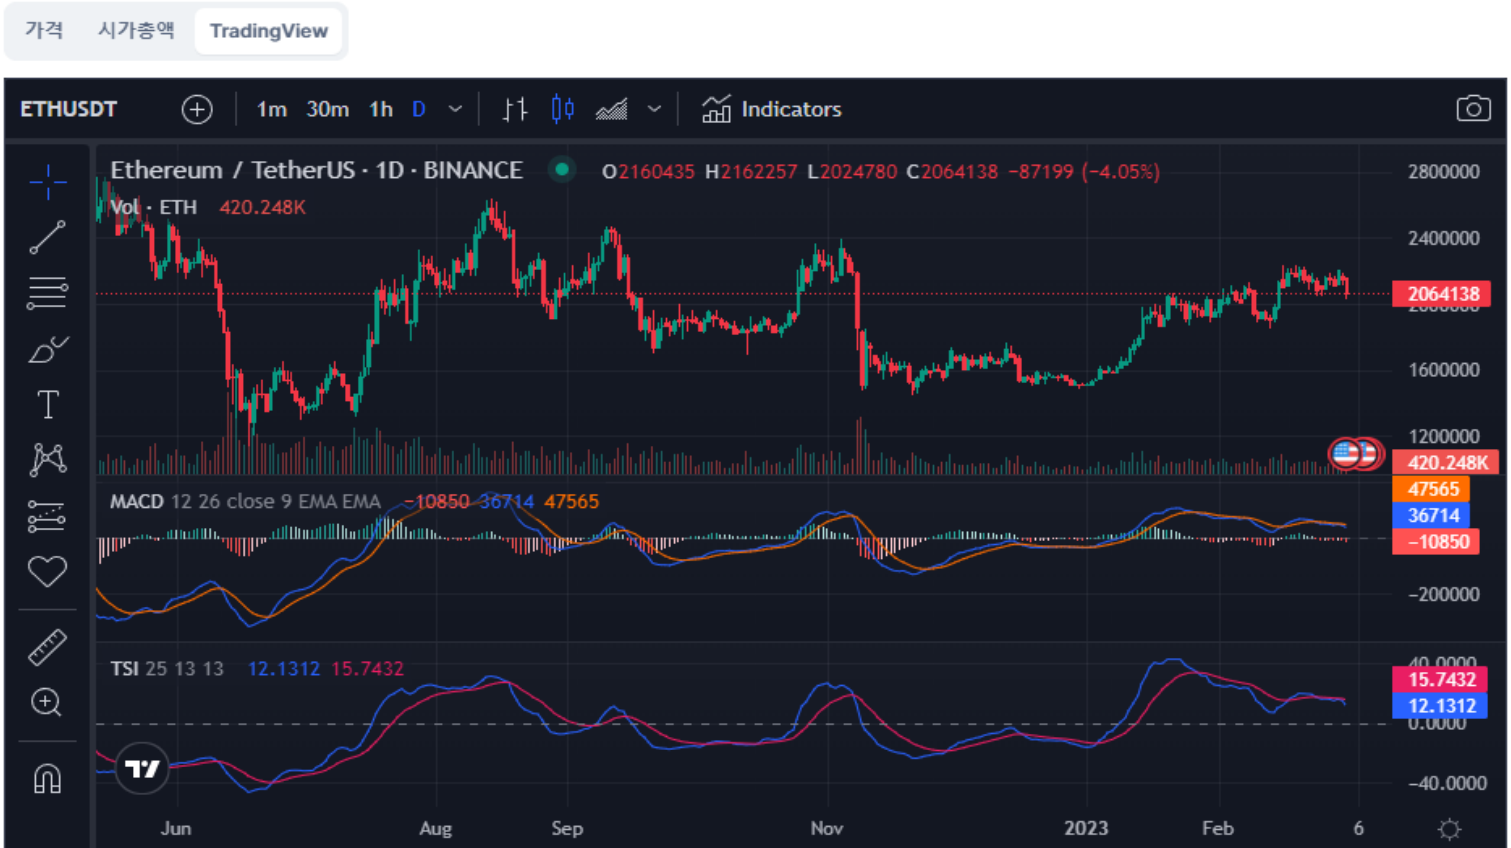 가격 시가총액 TradingView
ETHUSDT 1m 30m 1h D Indicators
Ethereum / TetherUS · 1D · BINANCE O2160435 H2162257 L2024780 C2064138 −87199 (−4.05%)
Vol · ETH 420.248K
2800000
2400000
2064138
2000000
1600000
1200000
420.248K
MACD 12 26 close 9 EMA EMA −10850 36714 47565
47565
36714
−10850
−200000
TSI 25 13 13 12.1312 15.7432
40.0000
15.7432
12.1312
0.0000
−40.0000
Jun Aug Sep Nov 2023 Feb 6